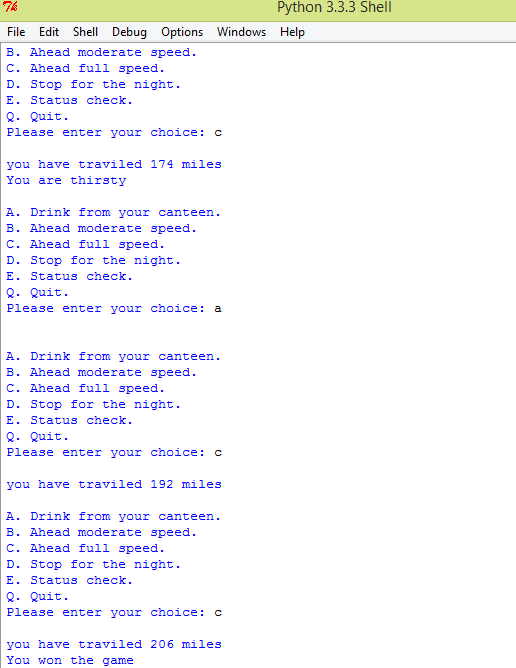 Python 3.3.3 Shell
File Edit Shell Debug Options Windows Help
B. Ahead moderate speed.
C. Ahead full speed.
D. Stop for the night.
E. Status check.
Q. Quit.
Please enter your choice: c
you have traviled 174 miles
You are thirsty
A. Drink from your canteen.
B. Ahead moderate speed.
C. Ahead full speed.
D. Stop for the night.
E. Status check.
Q. Quit.
Please enter your choice: a
A. Drink from your canteen.
B. Ahead moderate speed.
C. Ahead full speed.
D. Stop for the night.
E. Status check.
Q. Quit.
Please enter your choice: c
you have traviled 192 miles
A. Drink from your canteen.
B. Ahead moderate speed.
C. Ahead full speed.
D. Stop for the night.
E. Status check.
Q. Quit.
Please enter your choice: c
you have traviled 206 miles
You won the game